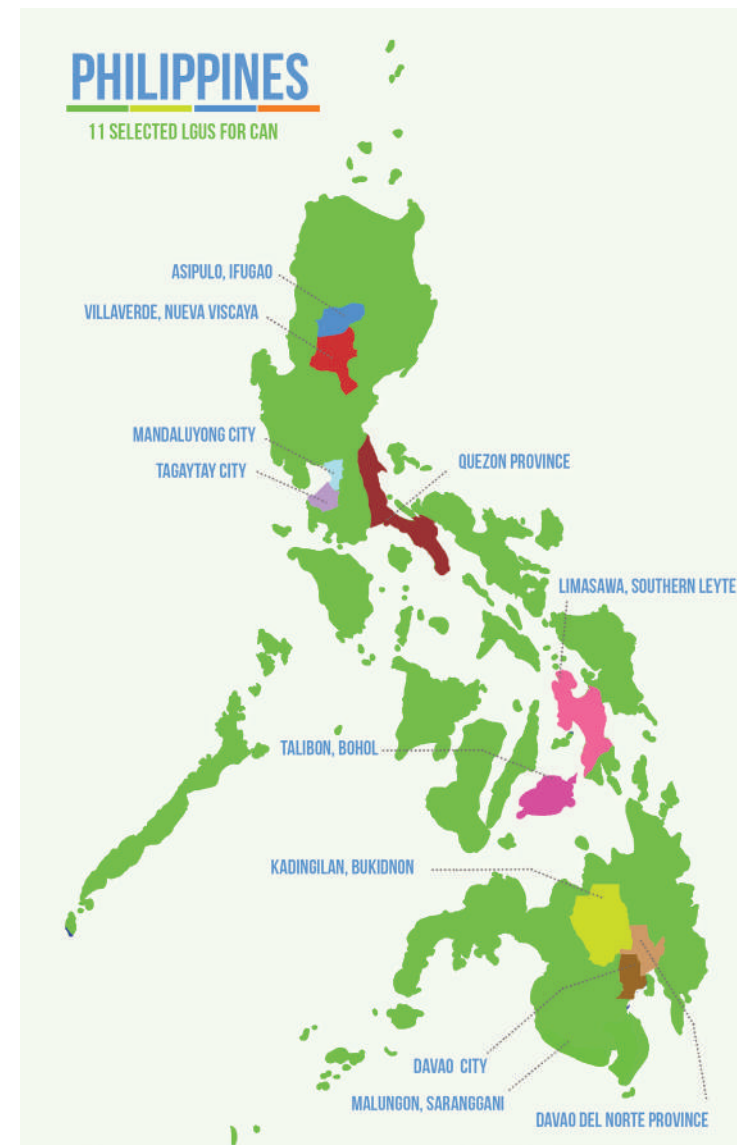 PHILIPPINES
11 SELECTED LGUS FOR CAN
ASIPULO, IFUGAO
VILLAVERDE, NUEVA VISCAYA
MANDALUYONG CITY
TAGAYTAY CITY
QUEZON PROVINCE
LIMASAWA, SOUTHERN LEYTE
TALIBON, BOHOL
KADINGILAN, BUKIDNON
DAVAO CITY
MALUNGON, SARANGGANI
DAVAO DEL NORTE PROVINCE